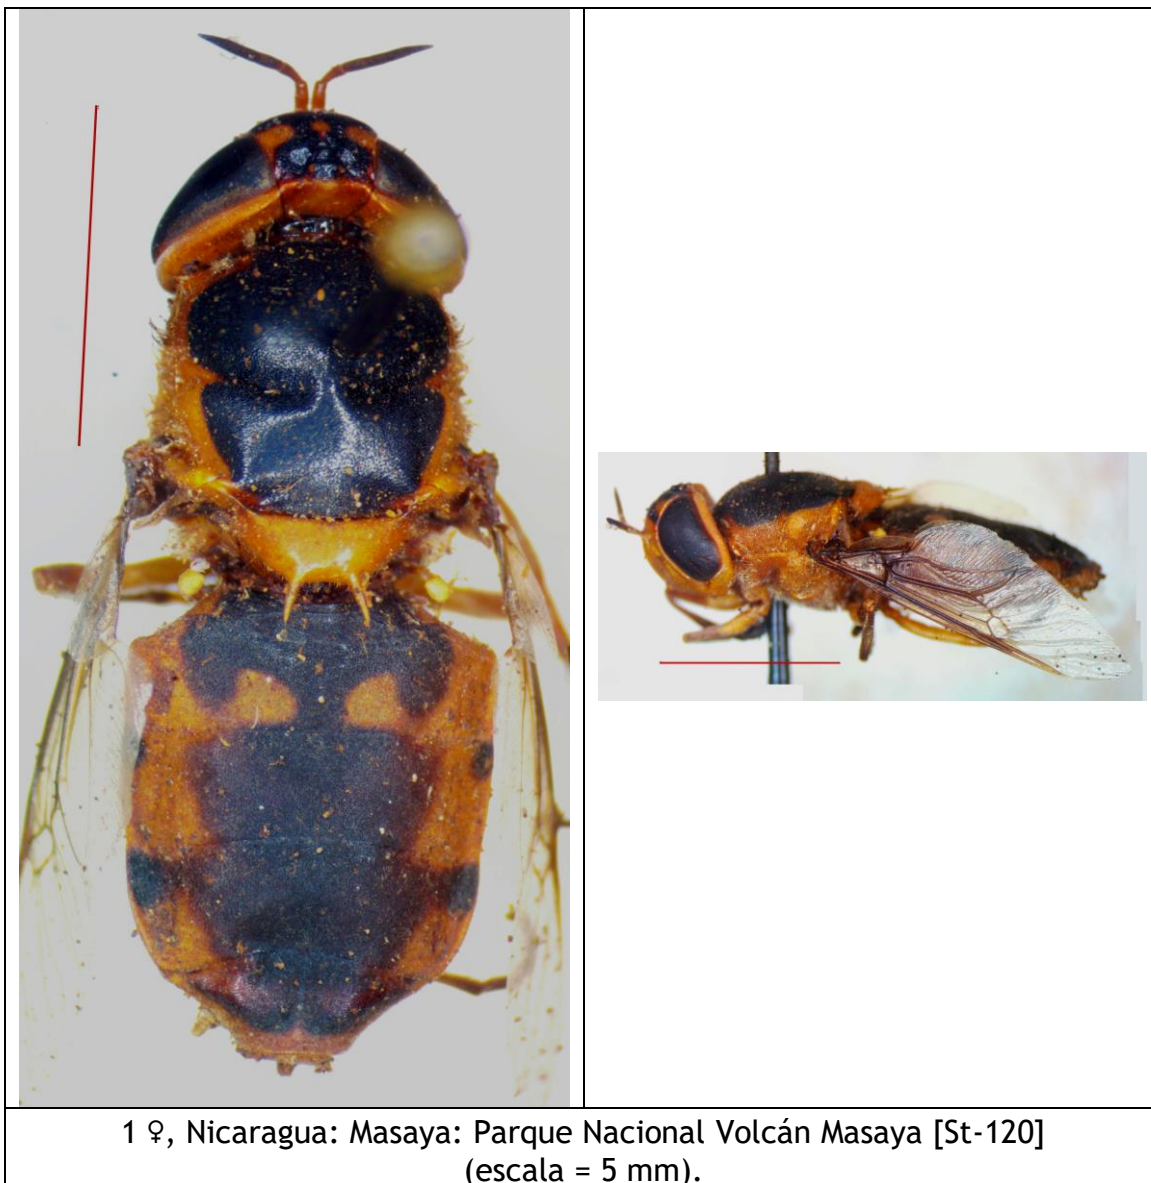 1 ♀, Nicaragua: Masaya: Parque Nacional Volcán Masaya [St-120]
(escala = 5 mm).